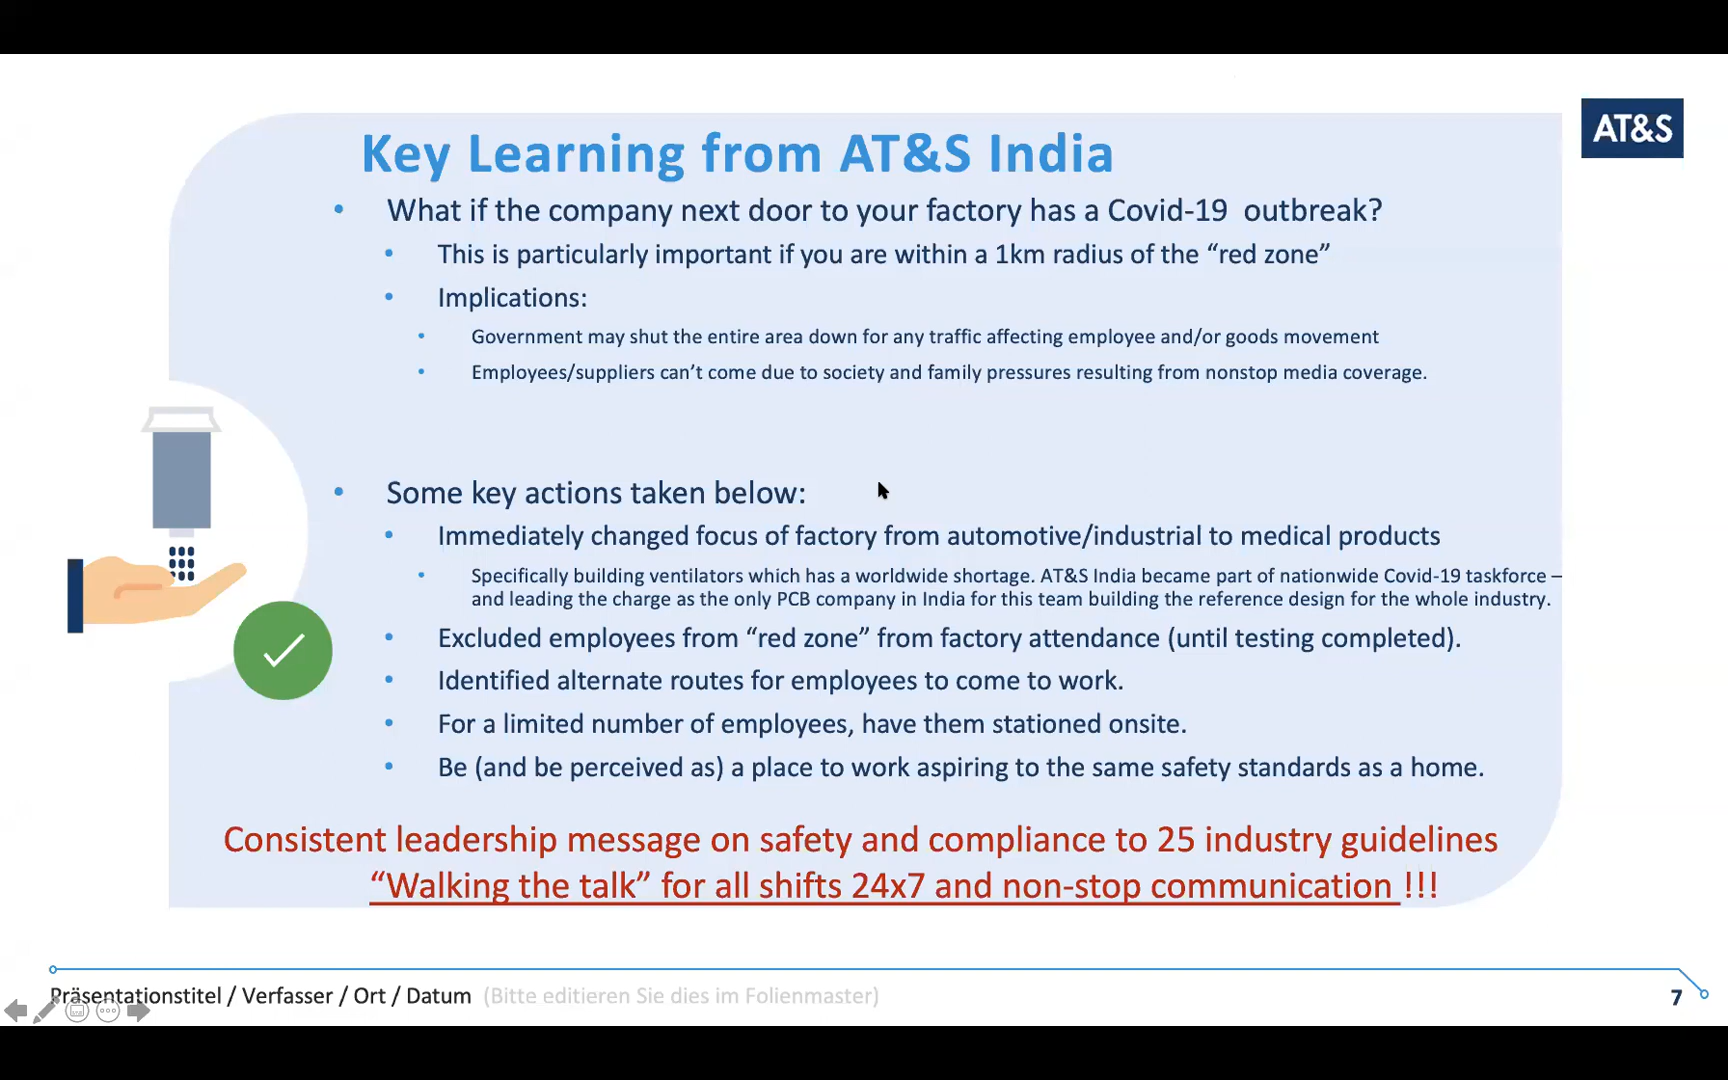 AT&S
Key Learning from AT&S India
• What if the company next door to your factory has a Covid-19 outbreak?
• This is particularly important if you are within a 1km radius of the “red zone”
• Implications:
• Government may shut the entire area down for any traffic affecting employee and/or goods movement
• Employees/suppliers can’t come due to society and family pressures resulting from nonstop media coverage.
• Some key actions taken below:
• Immediately changed focus of factory from automotive/industrial to medical products
• Specifically building ventilators which has a worldwide shortage. AT&S India became part of nationwide Covid-19 taskforce –
and leading the charge as the only PCB company in India for this team building the reference design for the whole industry.
• Excluded employees from “red zone” from factory attendance (until testing completed).
• Identified alternate routes for employees to come to work.
• For a limited number of employees, have them stationed onsite.
• Be (and be perceived as) a place to work aspiring to the same safety standards as a home.
Consistent leadership message on safety and compliance to 25 industry guidelines
“Walking the talk” for all shifts 24x7 and non-stop communication !!!
Präsentationstitel / Verfasser / Ort / Datum (Bitte editieren Sie dies im Folienmaster)
7